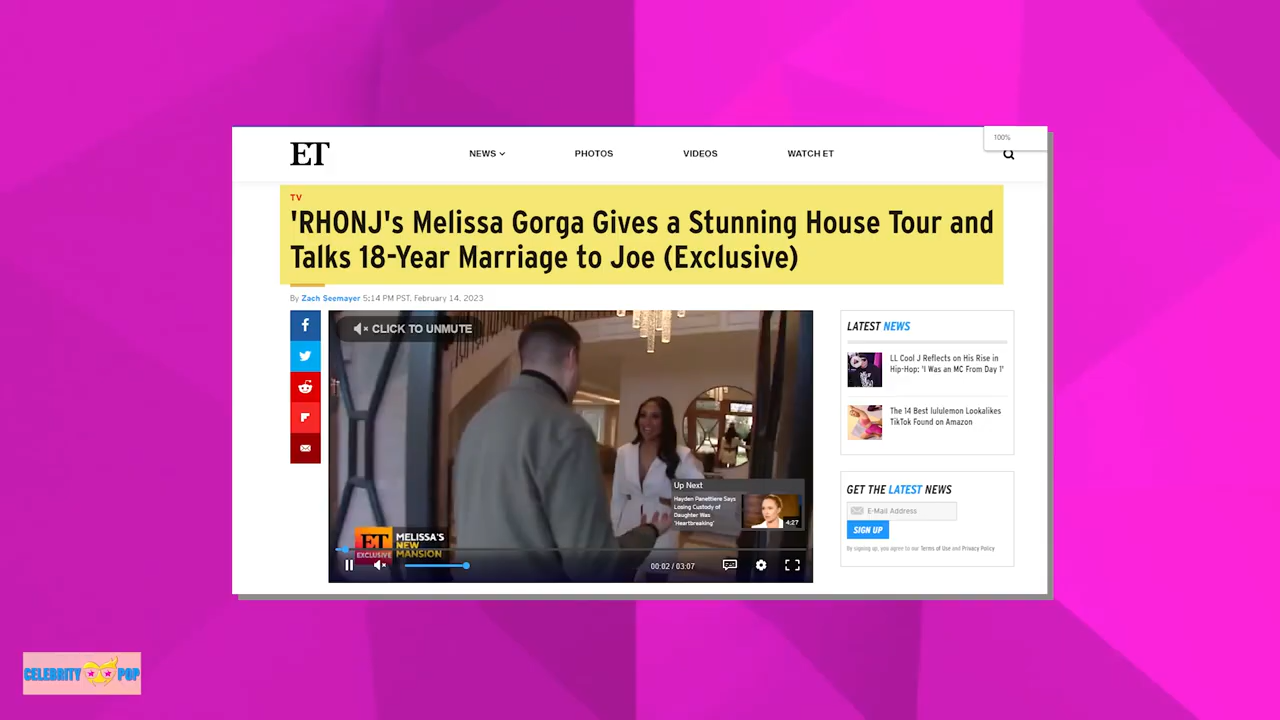 100%
ET
NEWS
PHOTOS
VIDEOS
WATCH ET
TV
'RHONJ's Melissa Gorga Gives a Stunning House Tour and
Talks 18-Year Marriage to Joe (Exclusive)
By Zach Seemayer 5:14 PM PST, February 14, 2023
CLICK TO UNMUTE
Up Next
Hayden Panettiere Says
Losing Custody of
Daughter Was
'Heartbreaking'
4:27
ET
EXCLUSIVE
MELISSA'S
NEW
MANSION
00:02 / 03:07
LATEST NEWS
LL Cool J Reflects on His Rise in
Hip-Hop: 'I Was an MC From Day 1'
The 14 Best lululemon Lookalikes
TikTok Found on Amazon
GET THE LATEST NEWS
E-Mail Address
SIGN UP
By signing up, you agree to our Terms of Use and Privacy Policy
CELEBRITY POP